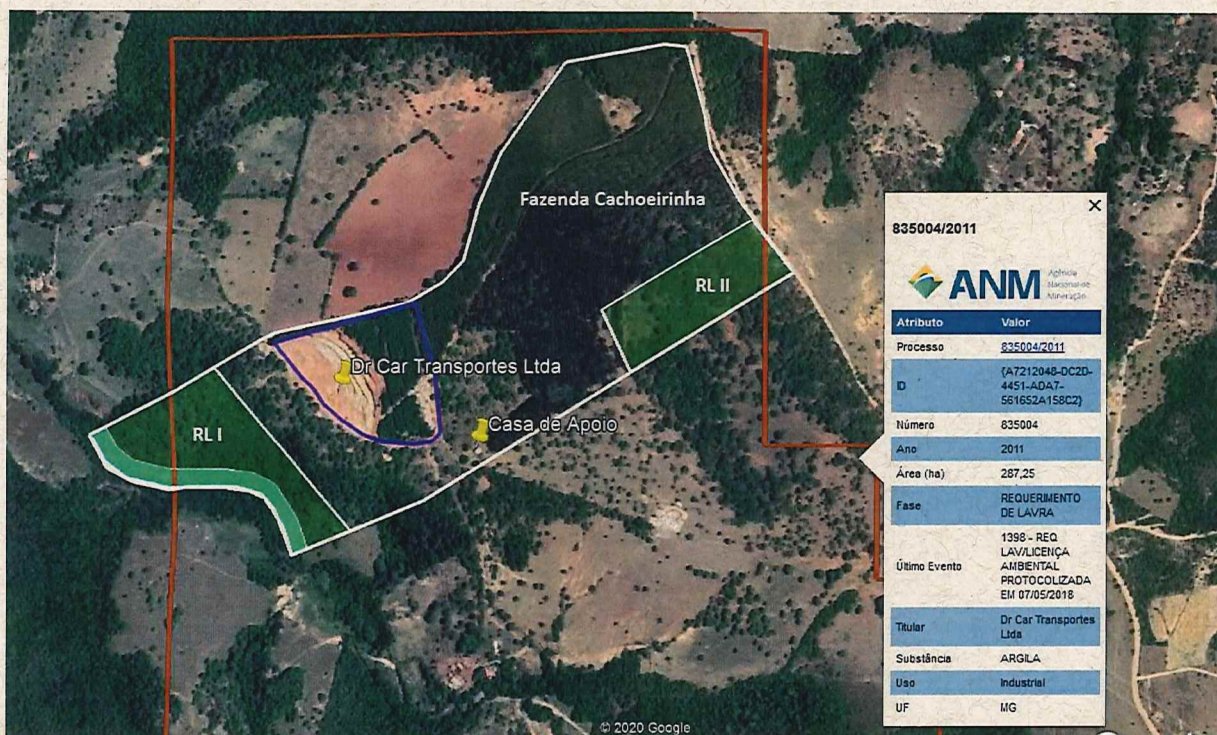 Fazenda Cachoeirinha
RL II
Dr Car Transportes Ltda
Casa de Apoio
RL I
© 2020 Google
835004/2011
ANM Agência
Nacional de
Mineração
Atributo Valor
Processo 835004/2011
ID {A7212048-DC2D-
4451-ADA7-
561652A158C2}
Número 835004
Ano 2011
Área (ha) 287,25
Fase REQUERIMENTO
DE LAVRA
Último Evento 1398 - REQ
LAV/LICENÇA
AMBIENTAL
PROTOCOLIZADA
EM 07/05/2018
Titular Dr Car Transportes
Ltda
Substância ARGILA
Uso Industrial
UF MG